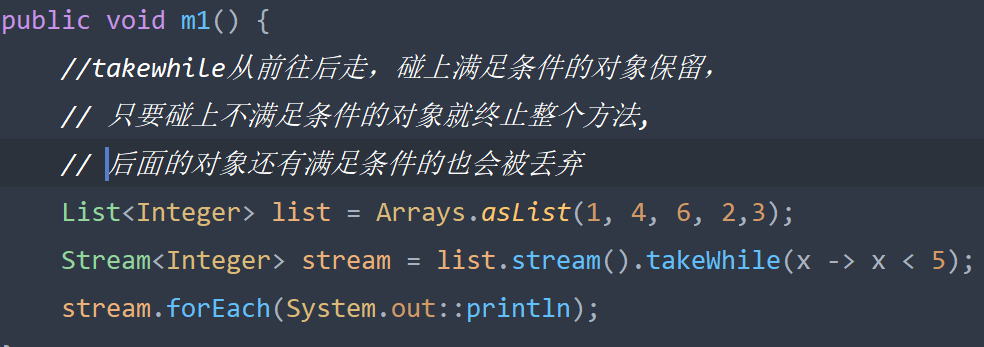 public void m1() {
//takewhile从前往后走，碰上满足条件的对象保留，
// 只要碰上不满足条件的对象就终止整个方法,
// 后面的对象还有满足条件的也会被丢弃
List<Integer> list = Arrays.asList(1, 4, 6, 2,3);
Stream<Integer> stream = list.stream().takeWhile(x -> x < 5);
stream.forEach(System.out::println);